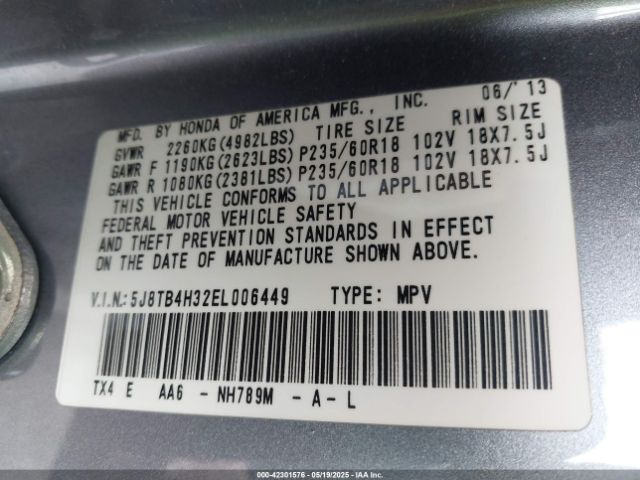 MFD. BY HONDA OF AMERICA MFG., INC. 06/'13
GVWR 2260KG(4982LBS) TIRE SIZE RIM SIZE
GAWR F 1190KG(2623LBS) P235/60R18 102V 18X7.5J
GAWR R 1080KG(2381LBS) P235/60R18 102V 18X7.5J
THIS VEHICLE CONFORMS TO ALL APPLICABLE
FEDERAL MOTOR VEHICLE SAFETY
AND THEFT PREVENTION STANDARDS IN EFFECT
ON THE DATE OF MANUFACTURE SHOWN ABOVE.
V.I.N.: 5J8TB4H32EL006449 TYPE: MPV
TX4 E AA6 - NH789M - A - L
00-42301576 - 05/19/2025 - IAA Inc.